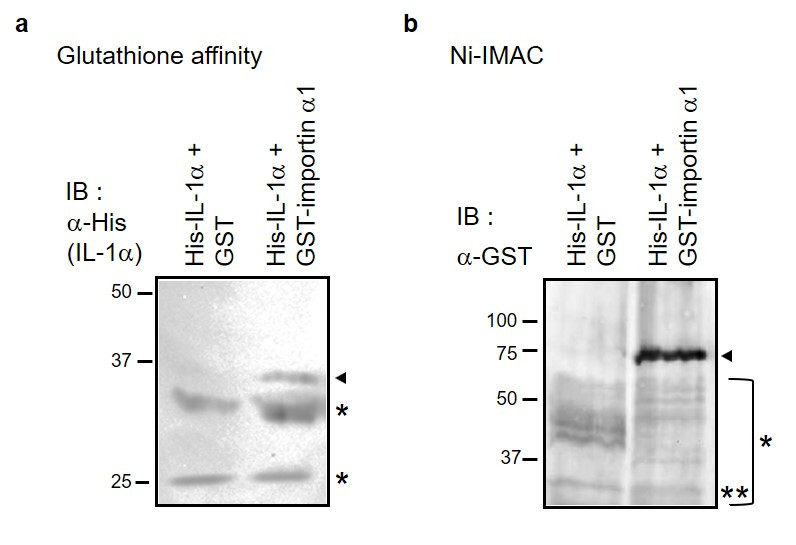 a
Glutathione affinity
IB :
α-His
(IL-1α)
His-IL-1α +
GST
His-IL-1α +
GST-importin α1
50
37
25
*
*
b
Ni-IMAC
IB :
α-GST
His-IL-1α +
GST
His-IL-1α +
GST-importin α1
100
75
50
37
*
**